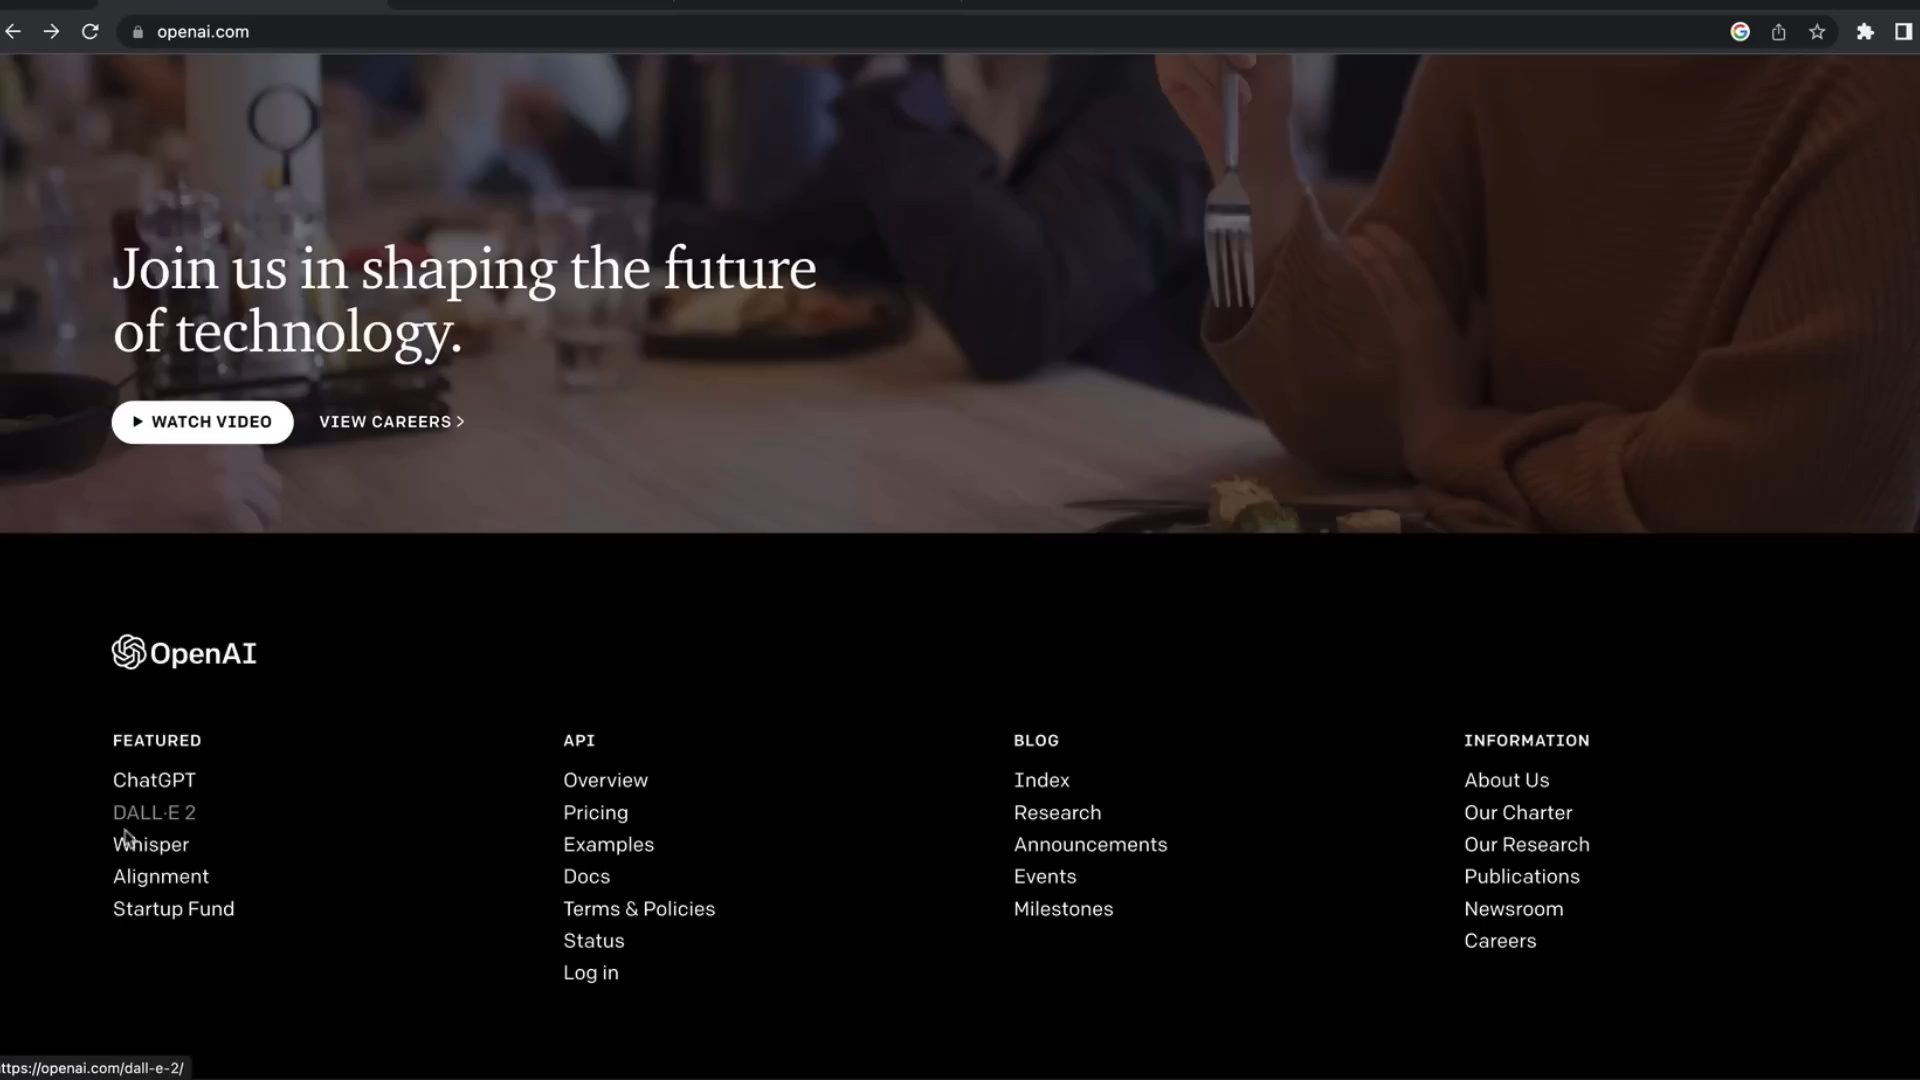 openai.com
Join us in shaping the future
of technology.
WATCH VIDEO
VIEW CAREERS >
OpenAI
FEATURED
ChatGPT
DALL·E 2
Whisper
Alignment
Startup Fund
API
Overview
Pricing
Examples
Docs
Terms & Policies
Status
Log in
BLOG
Index
Research
Announcements
Events
Milestones
INFORMATION
About Us
Our Charter
Our Research
Publications
Newsroom
Careers
ttps://openai.com/dall-e-2/